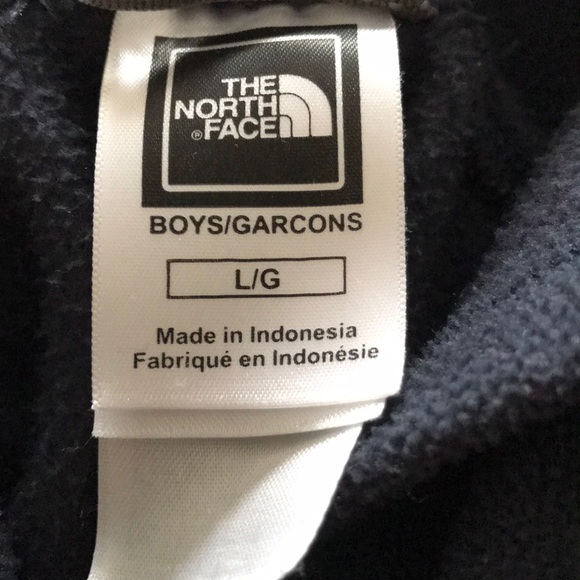 THE
NORTH
® FACE
BOYS/GARCONS
L/G
Made in Indonesia
Fabriqué en Indonésie